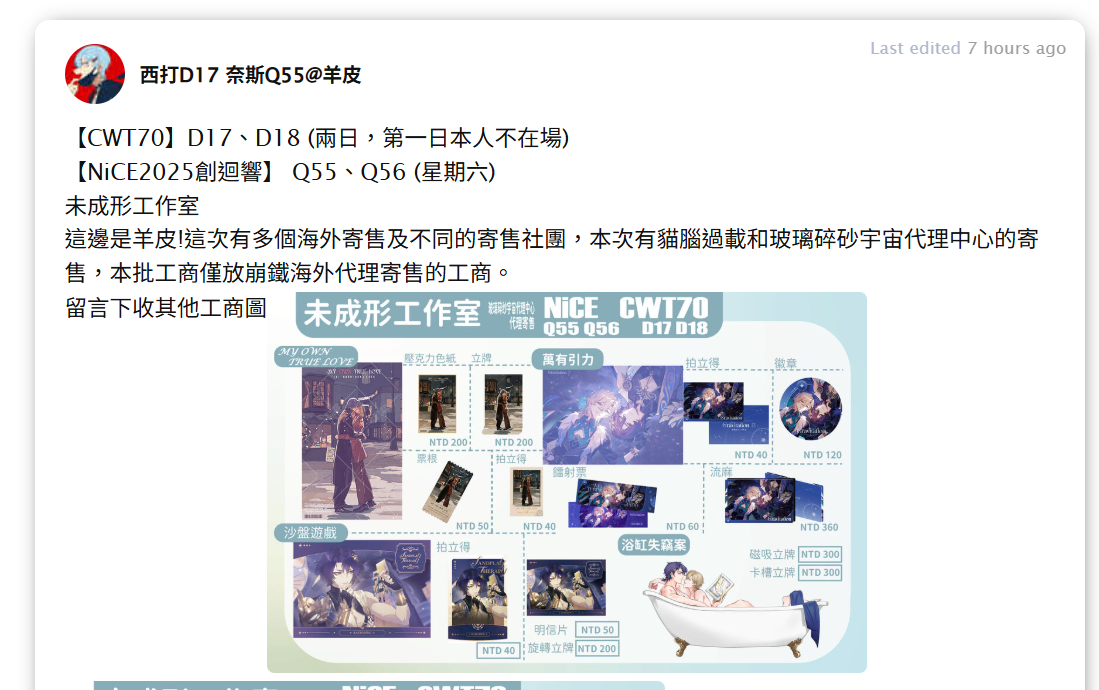 Last edited 7 hours ago
西打D17 奈斯Q55@羊皮
【CWT70】D17、D18 (兩日，第一日本人不在場)
【NiCE2025創迴響】 Q55、Q56 (星期六)
未成形工作室
這邊是羊皮!這次有多個海外寄售及不同的寄售社團，本次有貓腦過載和玻璃碎砂宇宙代理中心的寄
售，本批工商僅放崩鐵海外代理寄售的工商。
留言下收其他工商圖
未成形工作室
玻璃碎砂宇宙代理中心
代理寄售
NiCE CWT70
Q55 Q56 D17 D18
MY OWN
TRUE LOVE
壓克力色紙 立牌
萬有引力
拍立得
徽章
MY OWN TRUE LOVE
NTD 200
NTD 200
NTD 40
NTD 120
票根
拍立得
鐳射票
流麻
NTD 50
NTD 40
NTD 60
NTD 360
沙盤遊戲
拍立得
浴缸失竊案
磁吸立牌 NTD 300
卡槽立牌 NTD 300
SANDPLAY
THERAPY
明信片 NTD 50
NTD 40
旋轉立牌 NTD 200